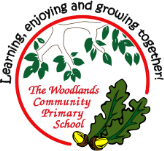 Learning, enjoying and growing together!
The Woodlands
Community
Primary
School